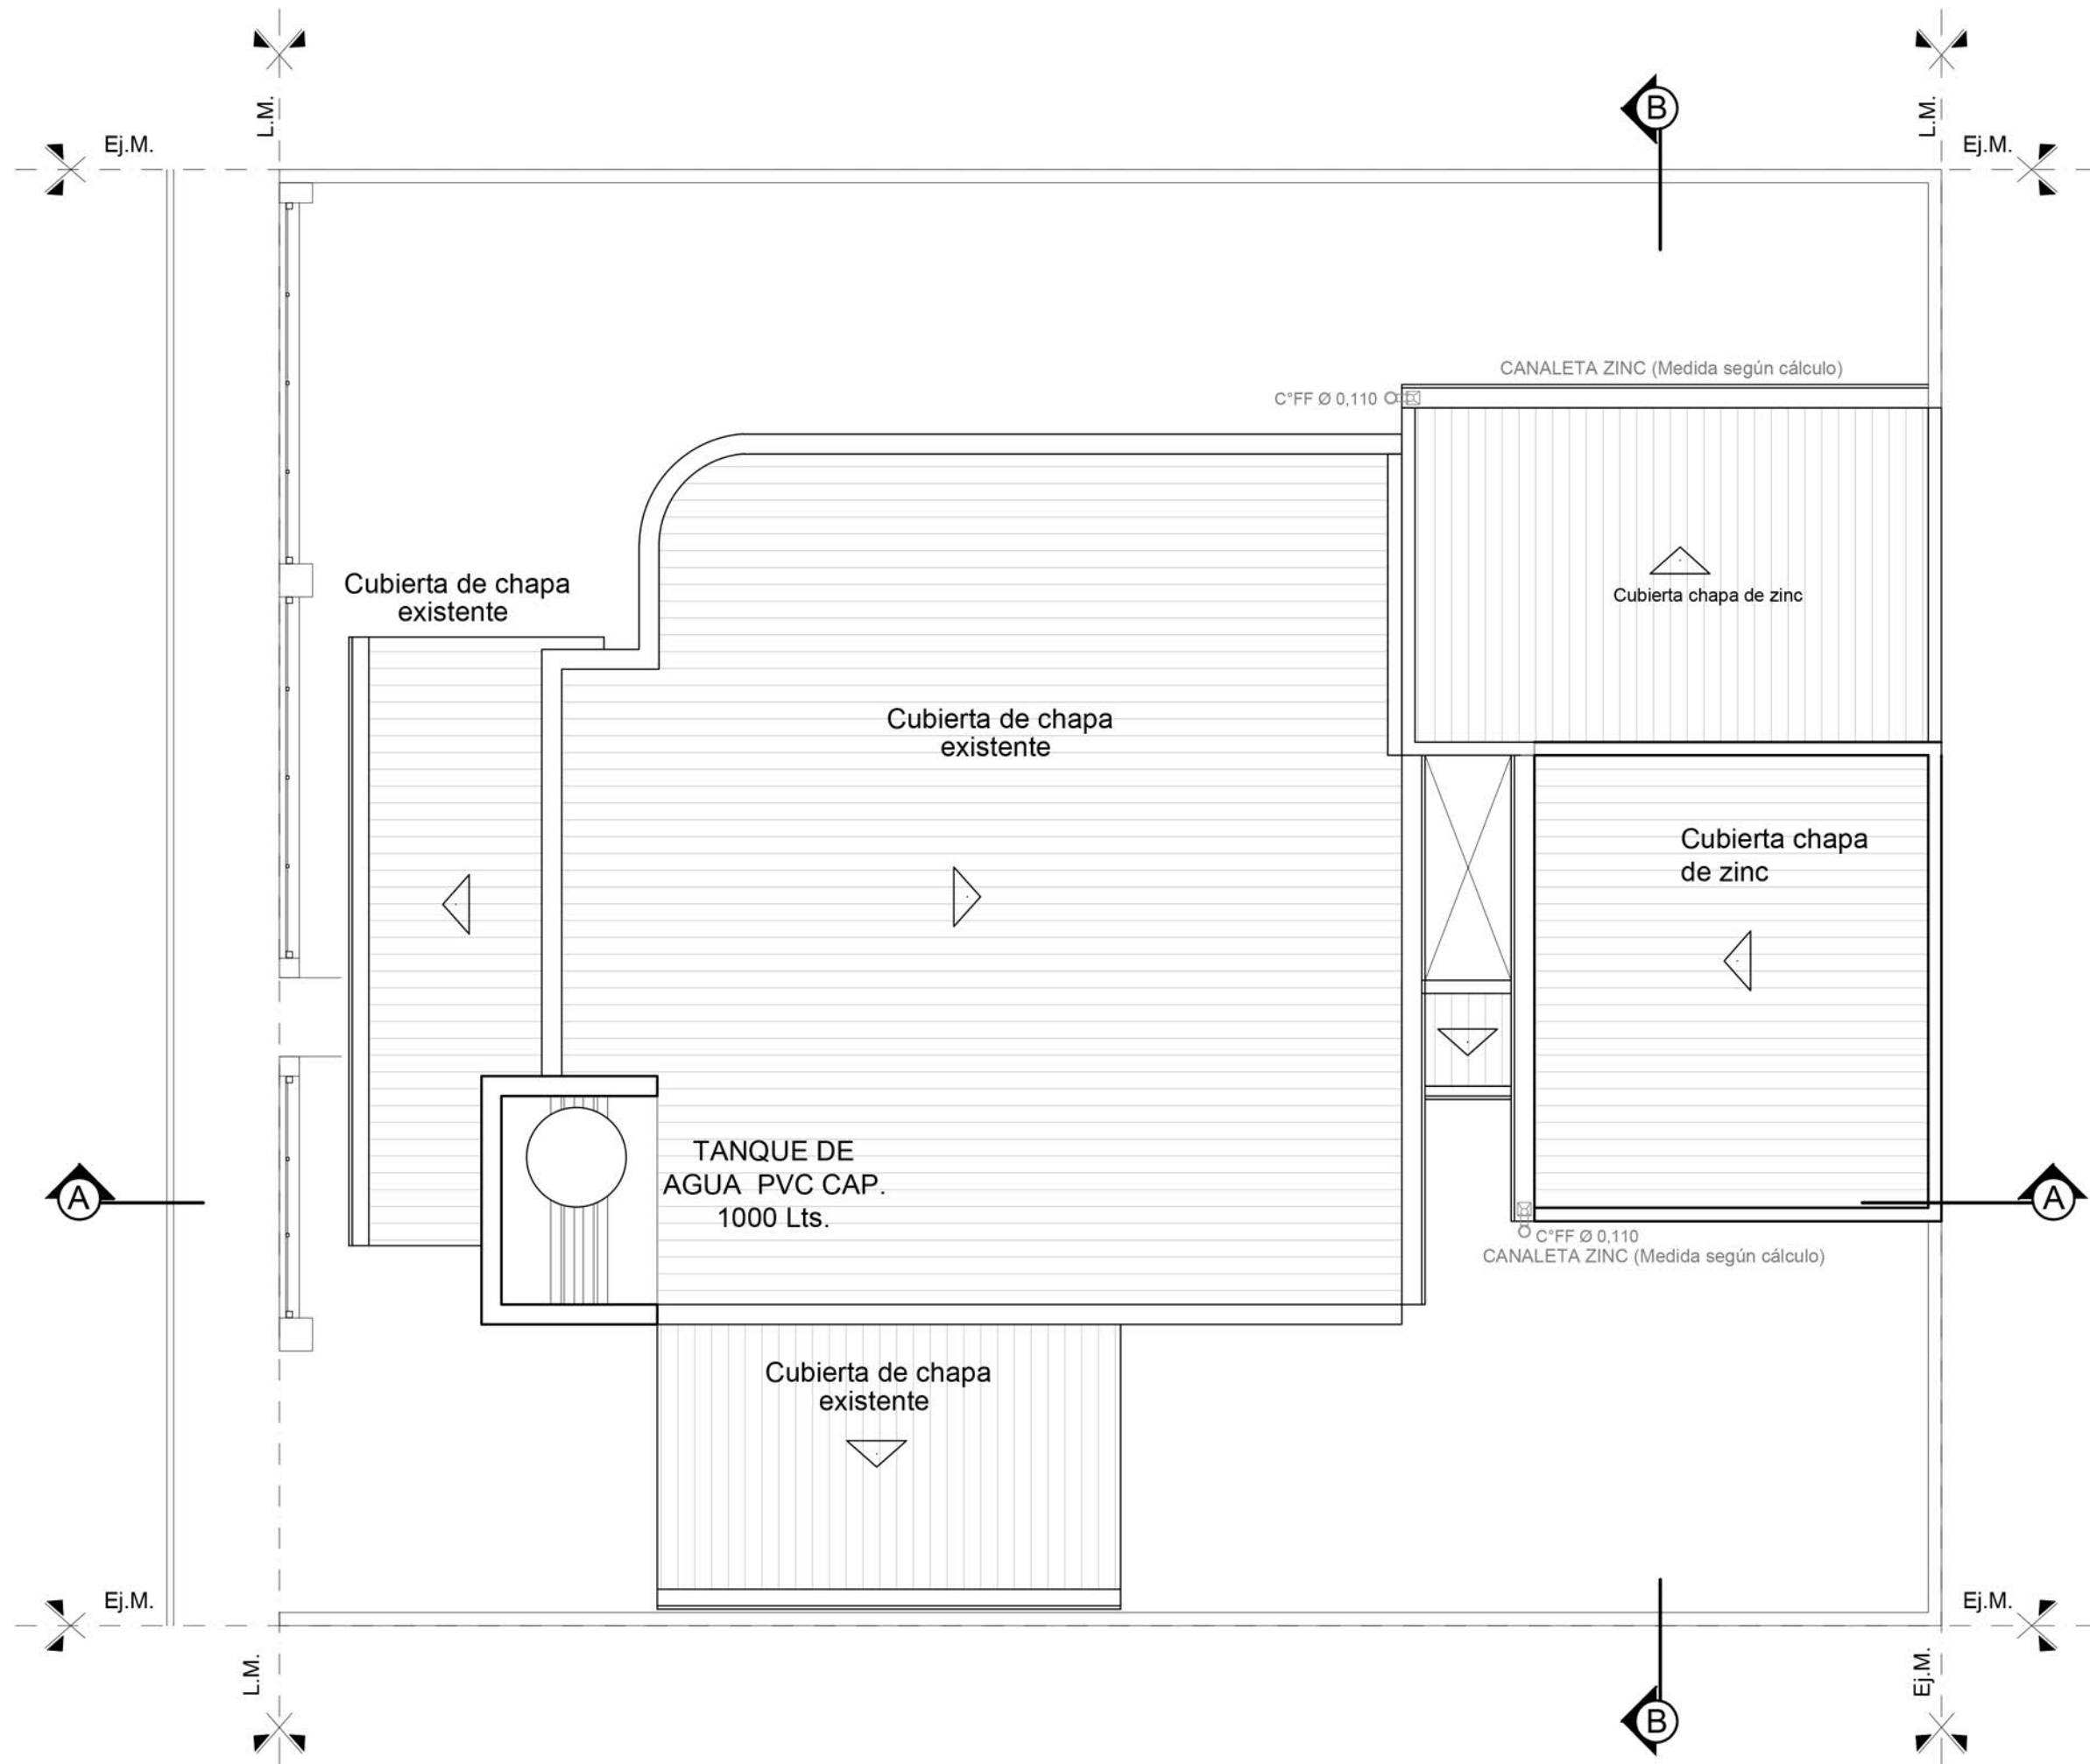 L.M.
L.M.
B
Ej.M.
Ej.M.
CANALETA ZINC (Medida según cálculo)
C°FF Ø 0,110
Cubierta de chapa
existente
Cubierta chapa de zinc
Cubierta de chapa
existente
Cubierta chapa
de zinc
TANQUE DE
AGUA PVC CAP.
1000 Lts.
A
A
C°FF Ø 0,110
CANALETA ZINC (Medida según cálculo)
Cubierta de chapa
existente
Ej.M.
Ej.M.
L.M.
Ej.M.
B